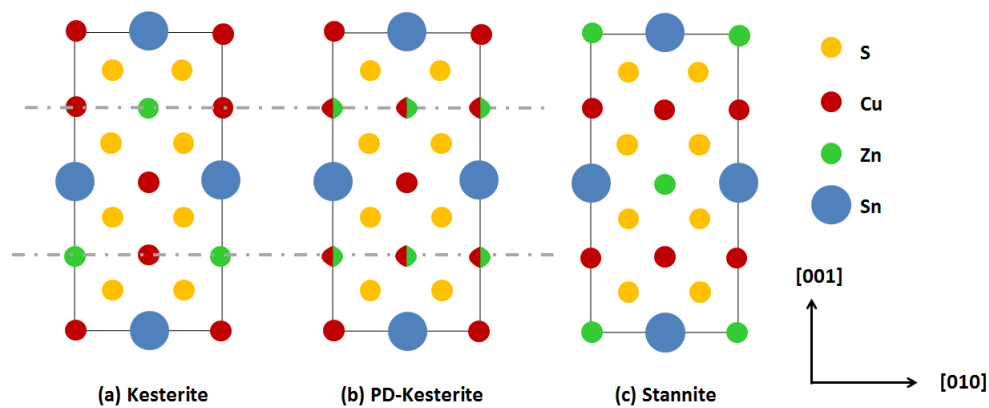 S
Cu
Zn
Sn
[001]
[010]
(a) Kesterite
(b) PD-Kesterite
(c) Stannite